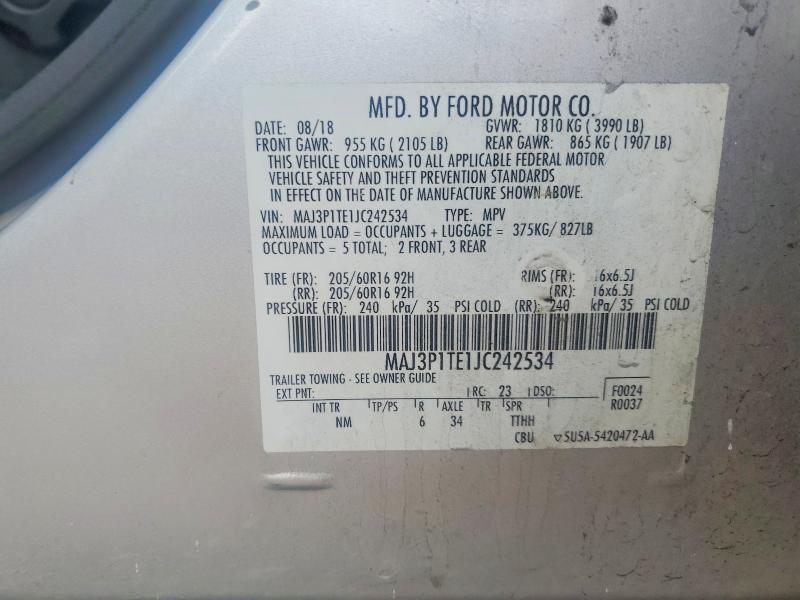 MFD. BY FORD MOTOR CO.
DATE: 08/18 GVWR: 1810 KG ( 3990 LB)
FRONT GAWR: 955 KG ( 2105 LB) REAR GAWR: 865 KG ( 1907 LB)
THIS VEHICLE CONFORMS TO ALL APPLICABLE FEDERAL MOTOR
VEHICLE SAFETY AND THEFT PREVENTION STANDARDS
IN EFFECT ON THE DATE OF MANUFACTURE SHOWN ABOVE.
VIN: MAJ3P1TE1JC242534 TYPE: MPV
MAXIMUM LOAD = OCCUPANTS + LUGGAGE = 375KG/ 827LB
OCCUPANTS = 5 TOTAL; 2 FRONT, 3 REAR
TIRE (FR): 205/60R16 92H RIMS (FR): 16x6.5J
(RR): 205/60R16 92H (RR): 16x6.5J
PRESSURE (FR): 240 kPa/ 35 PSI COLD (RR): 240 kPa/ 35 PSI COLD
MAJ3P1TE1JC242534
TRAILER TOWING - SEE OWNER GUIDE
EXT PNT: RC: 23 DSO: F0024
R0037
INT TR TP/PS R AXLE TR SPR
NM 6 34 TTHH
CBU 5U5A-5420472-AA